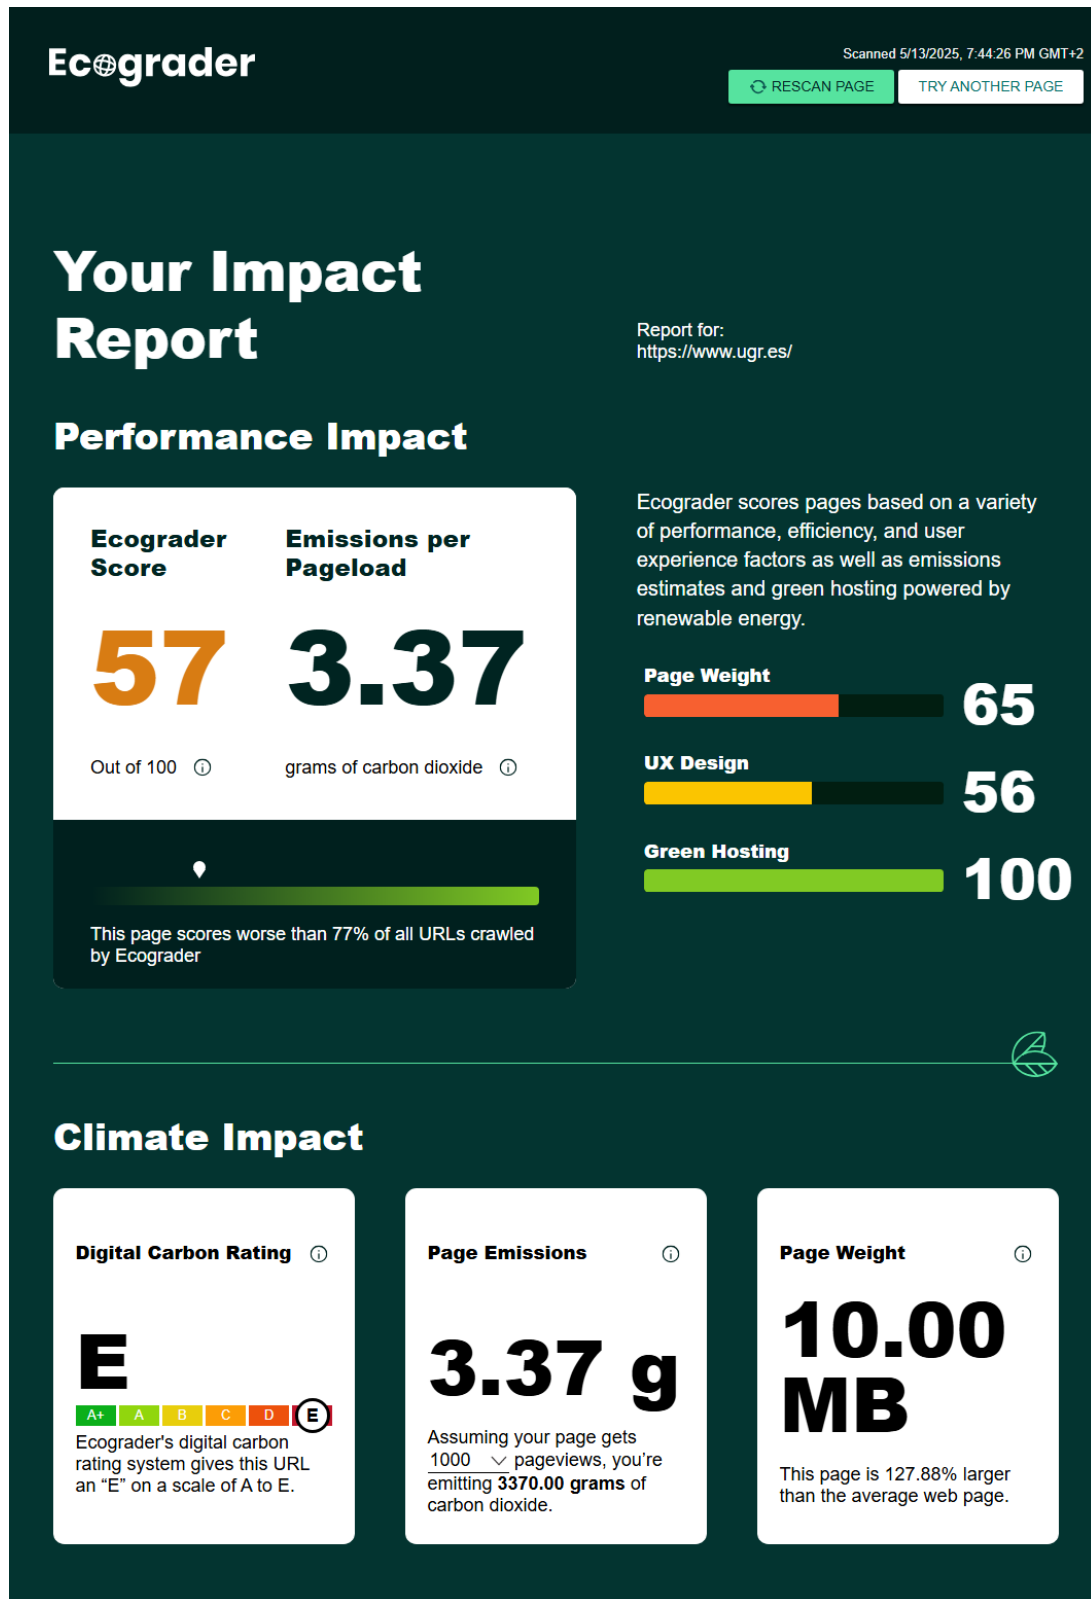 Ecograder
Scanned 5/13/2025, 7:44:26 PM GMT+2
RESCAN PAGE
TRY ANOTHER PAGE
Your Impact
Report
Report for:
https://www.ugr.es/
Performance Impact
Ecograder
Score
57
Out of 100
Emissions per
Pageload
3.37
grams of carbon dioxide
This page scores worse than 77% of all URLs crawled
by Ecograder
Ecograder scores pages based on a variety
of performance, efficiency, and user
experience factors as well as emissions
estimates and green hosting powered by
renewable energy.
Page Weight
65
UX Design
56
Green Hosting
100
Climate Impact
Digital Carbon Rating
E
A+ A B C D E
Ecograder's digital carbon
rating system gives this URL
an “E” on a scale of A to E.
Page Emissions
3.37 g
Assuming your page gets
1000 pageviews, you're
emitting 3370.00 grams of
carbon dioxide.
Page Weight
10.00
MB
This page is 127.88% larger
than the average web page.